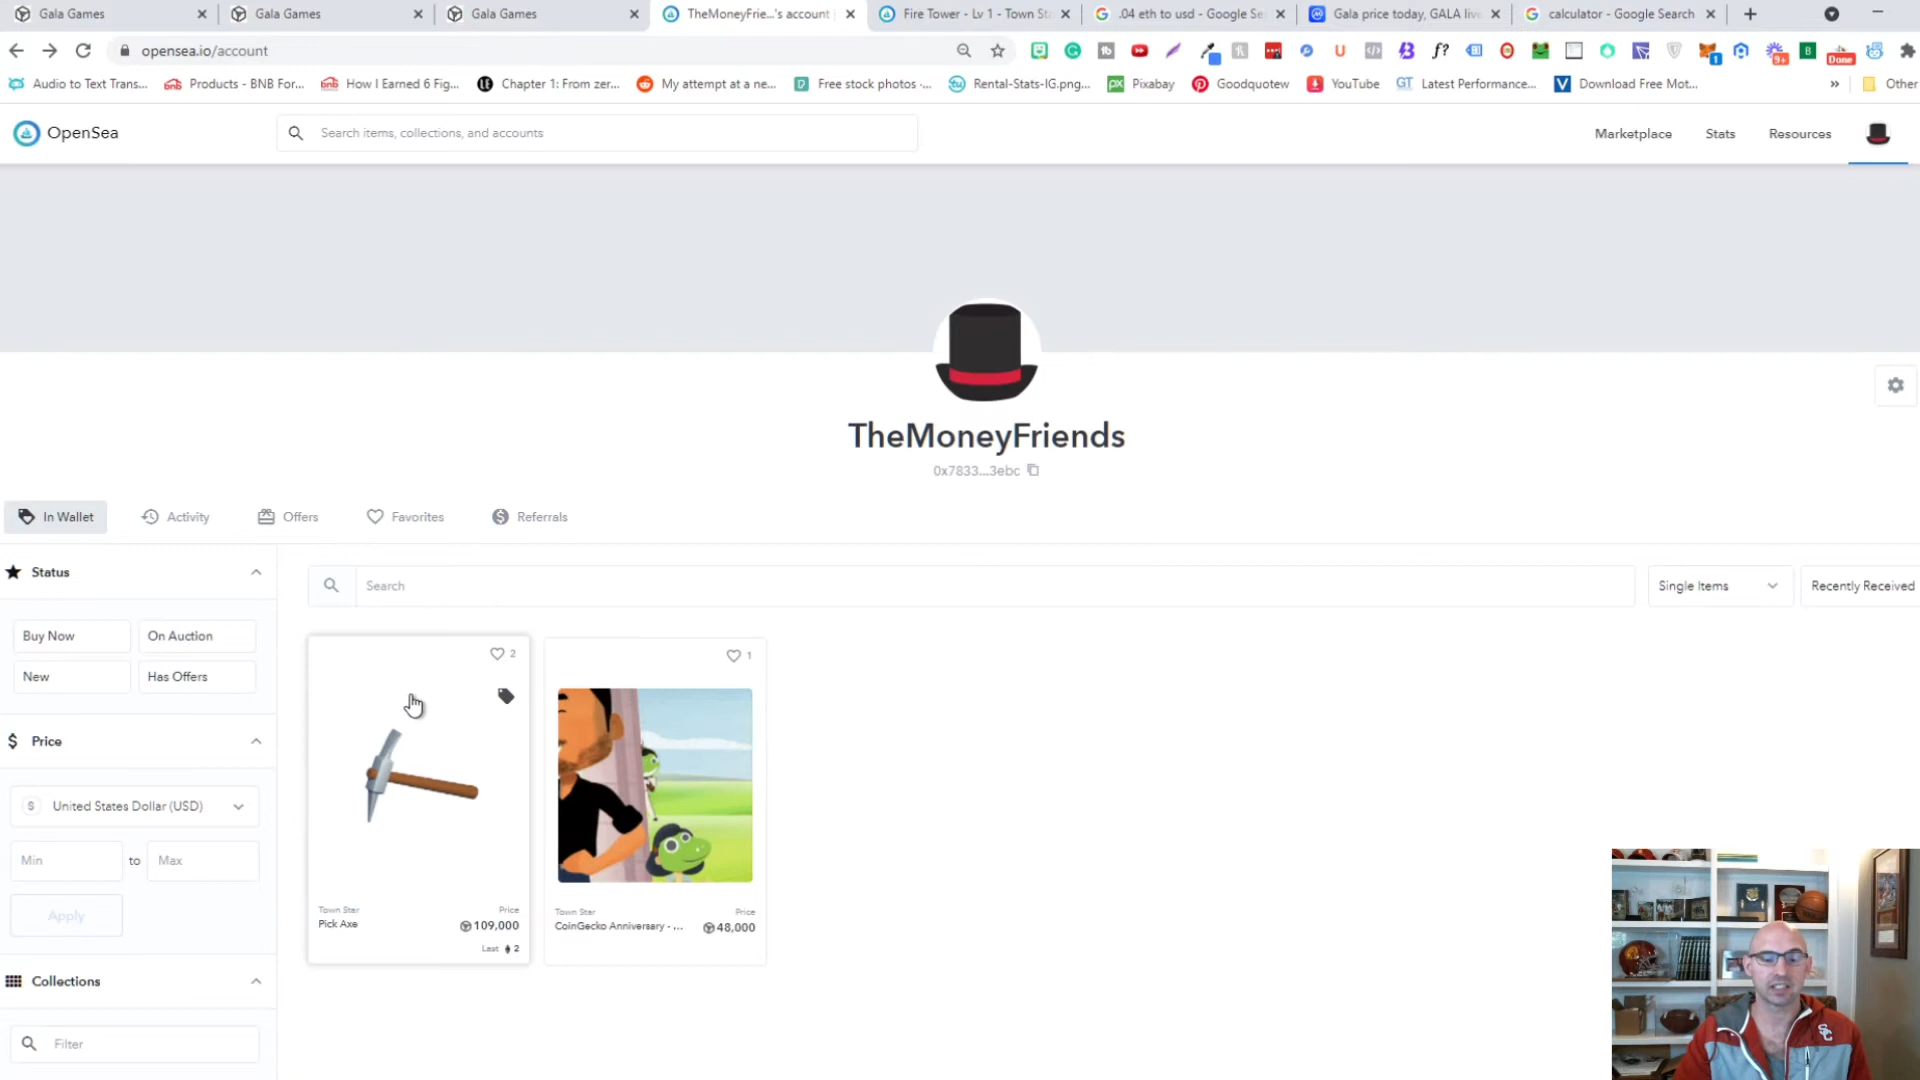 Gala Games
Gala Games
Gala Games
TheMoneyFrie...'s account
Fire Tower - Lv 1 - Town St
.04 eth to usd - Google Se
Gala price today, GALA liv
calculator - Google Search
opensea.io/account
1
9+
Done
Audio to Text Trans...
Products - BNB For...
How I Earned 6 Fig...
Chapter 1: From zer...
My attempt at a ne...
Free stock photos -...
Rental-Stats-IG.png...
Pixabay
Goodquotew
YouTube
GT Latest Performance...
Download Free Mot...
»
Other
OpenSea
Search items, collections, and accounts
Marketplace
Stats
Resources
TheMoneyFriends
0x7833...3ebc
In Wallet
Activity
Offers
Favorites
Referrals
Status
Search
Single Items
Recently Received
Buy Now
On Auction
New
Has Offers
2
1
$ Price
$ United States Dollar (USD)
Min
to
Max
Apply
Town Star
Price
Pick Axe
109,000
Last 2
Town Star
Price
CoinGecko Anniversary - ...
48,000
Collections
Filter
SC